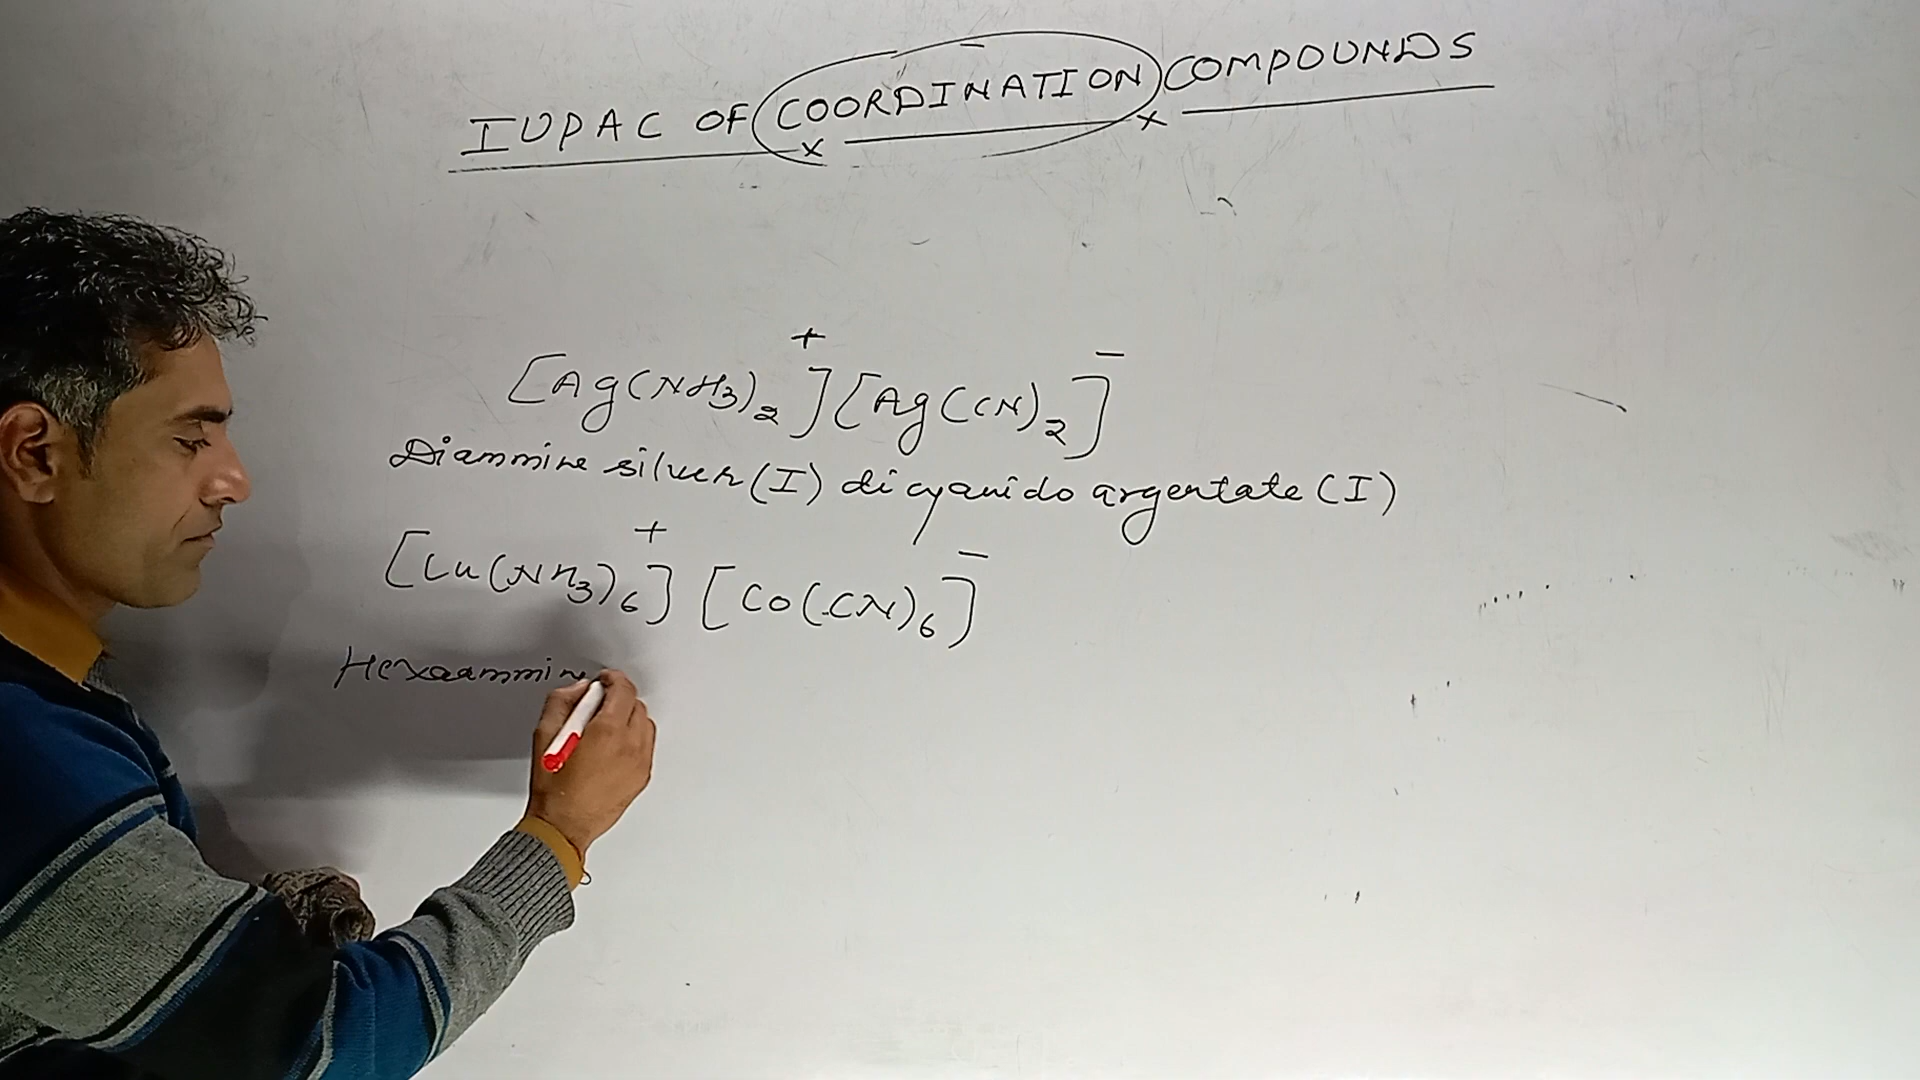 IUPAC OF COORDINATION COMPOUNDS
[Ag(NH3)2]+[Ag(CN)2]-
Diammine silver (I) dicyanido argentate (I)
[Cu(NH3)6]+ [Co(CN)6]-
Hexaammine